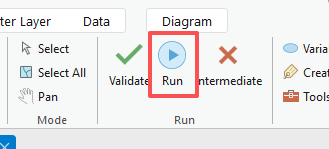 ter Layer Data Diagram
Select Validate Run Intermediate Varia
Select All Creat
Pan Tools
Mode Run